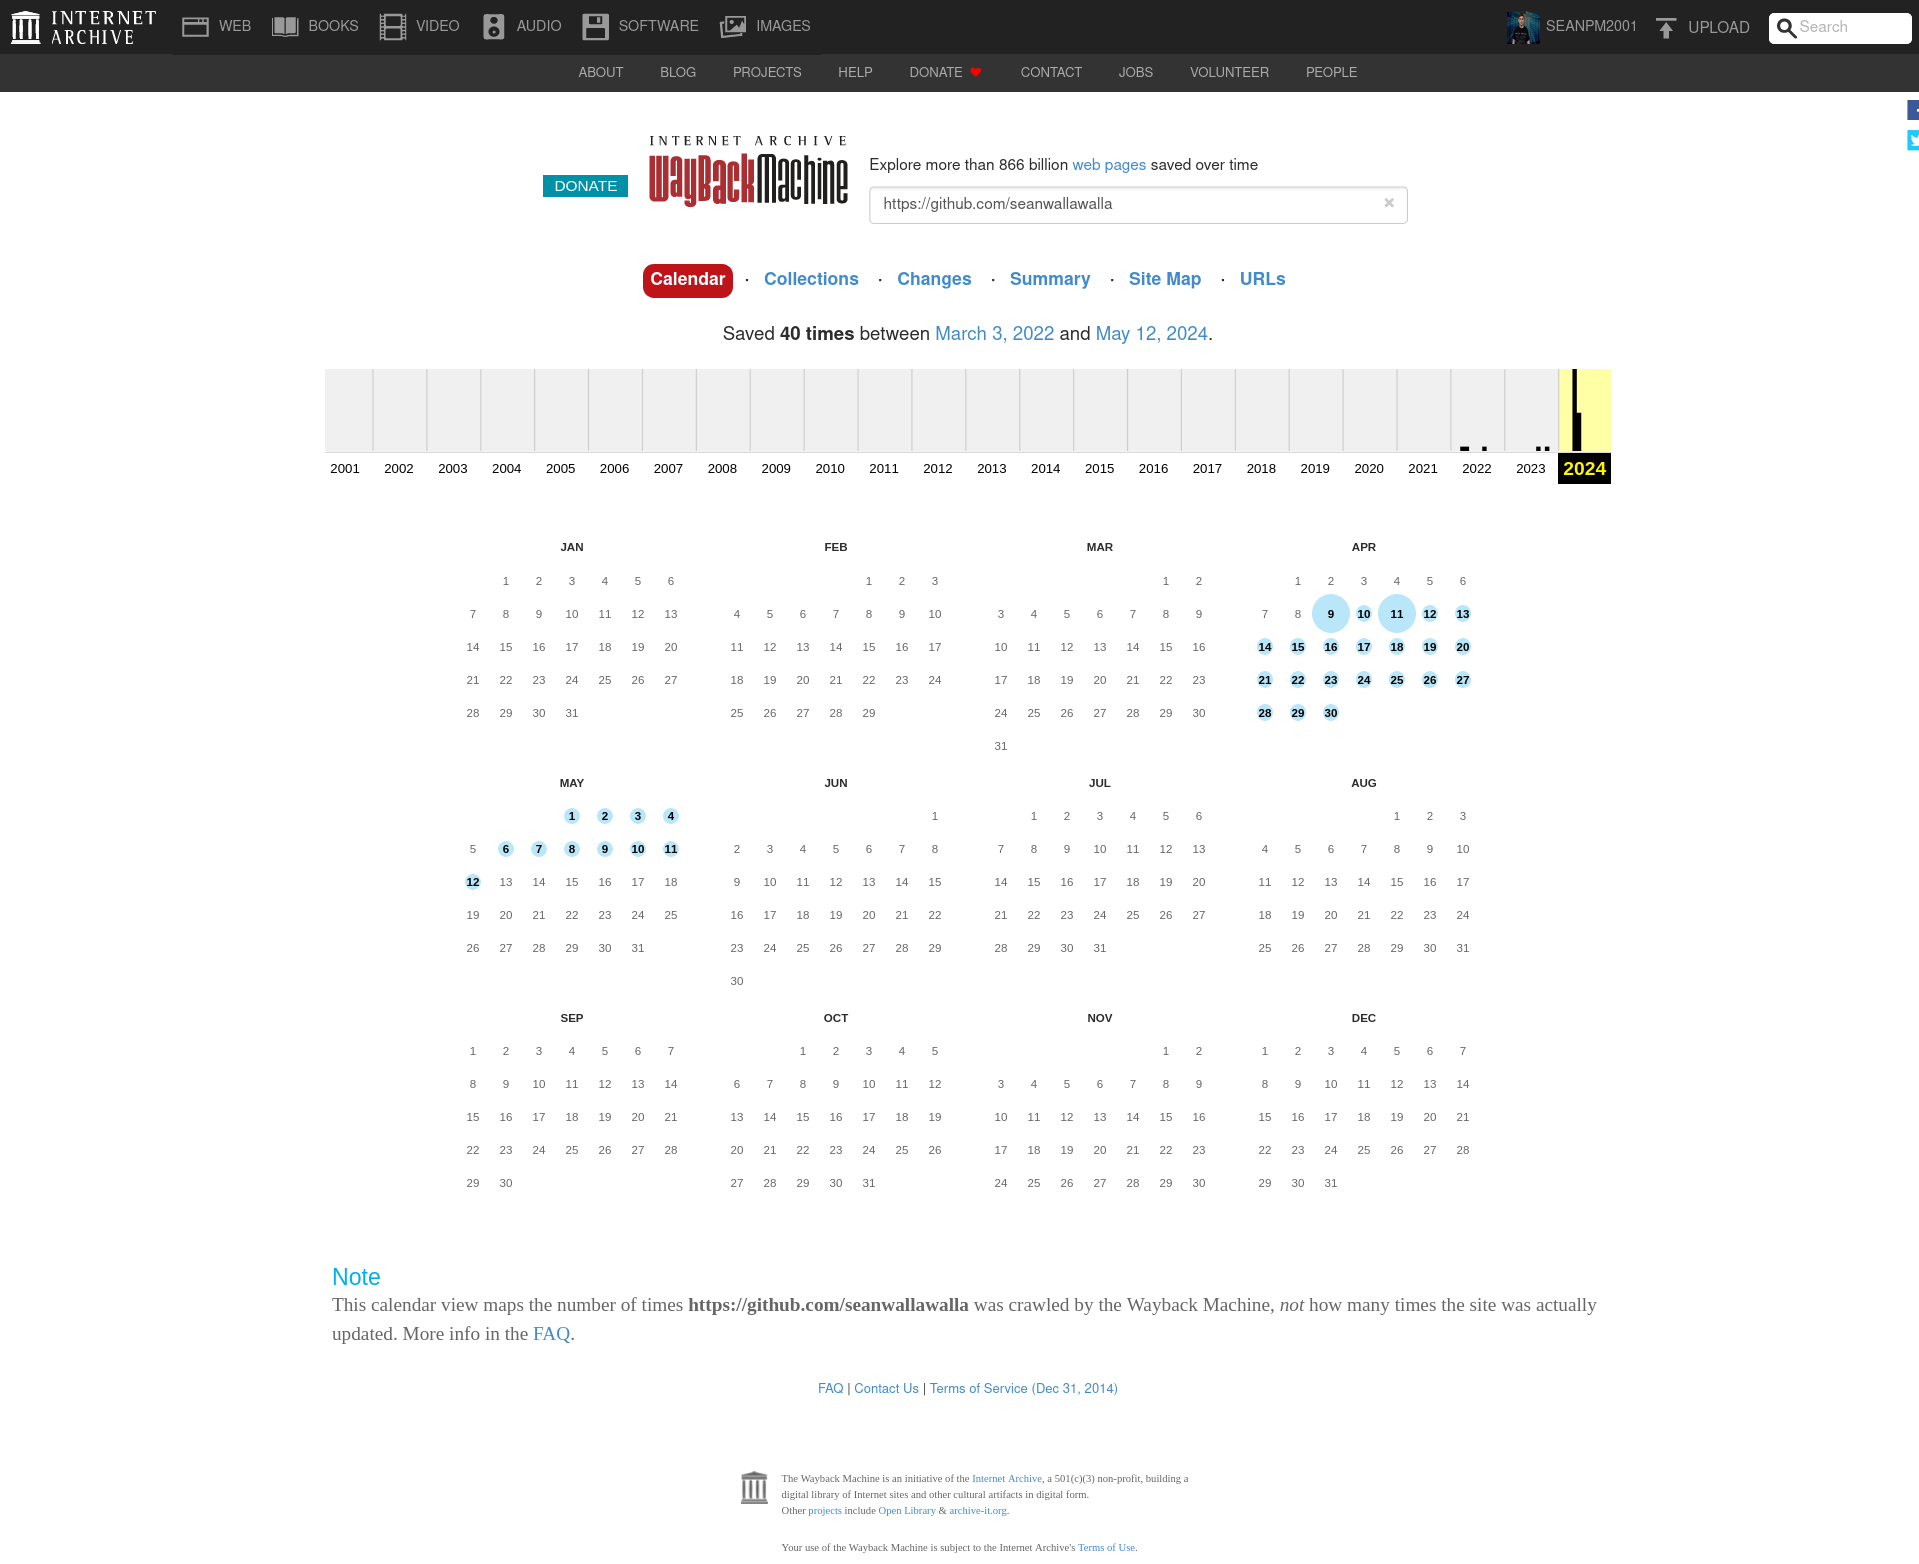 INTERNET ARCHIVE WEB BOOKS VIDEO AUDIO SOFTWARE IMAGES SEANPM2001 UPLOAD Search
ABOUT BLOG PROJECTS HELP DONATE CONTACT JOBS VOLUNTEER PEOPLE
INTERNET ARCHIVE
WayBackMachine
DONATE
Explore more than 866 billion web pages saved over time
https://github.com/seanwallawalla ×
Calendar · Collections · Changes · Summary · Site Map · URLs
Saved 40 times between March 3, 2022 and May 12, 2024.
2001 2002 2003 2004 2005 2006 2007 2008 2009 2010 2011 2012 2013 2014 2015 2016 2017 2018 2019 2020 2021 2022 2023 2024
JAN
1 2 3 4 5 6
7 8 9 10 11 12 13
14 15 16 17 18 19 20
21 22 23 24 25 26 27
28 29 30 31
FEB
1 2 3
4 5 6 7 8 9 10
11 12 13 14 15 16 17
18 19 20 21 22 23 24
25 26 27 28 29
MAR
1 2
3 4 5 6 7 8 9
10 11 12 13 14 15 16
17 18 19 20 21 22 23
24 25 26 27 28 29 30
31
APR
1 2 3 4 5 6
7 8 9 10 11 12 13
14 15 16 17 18 19 20
21 22 23 24 25 26 27
28 29 30
MAY
1 2 3 4
5 6 7 8 9 10 11
12 13 14 15 16 17 18
19 20 21 22 23 24 25
26 27 28 29 30 31
JUN
1
2 3 4 5 6 7 8
9 10 11 12 13 14 15
16 17 18 19 20 21 22
23 24 25 26 27 28 29
30
JUL
1 2 3 4 5 6
7 8 9 10 11 12 13
14 15 16 17 18 19 20
21 22 23 24 25 26 27
28 29 30 31
AUG
1 2 3
4 5 6 7 8 9 10
11 12 13 14 15 16 17
18 19 20 21 22 23 24
25 26 27 28 29 30 31
SEP
1 2 3 4 5 6 7
8 9 10 11 12 13 14
15 16 17 18 19 20 21
22 23 24 25 26 27 28
29 30
OCT
1 2 3 4 5
6 7 8 9 10 11 12
13 14 15 16 17 18 19
20 21 22 23 24 25 26
27 28 29 30 31
NOV
1 2
3 4 5 6 7 8 9
10 11 12 13 14 15 16
17 18 19 20 21 22 23
24 25 26 27 28 29 30
DEC
1 2 3 4 5 6 7
8 9 10 11 12 13 14
15 16 17 18 19 20 21
22 23 24 25 26 27 28
29 30 31
Note
This calendar view maps the number of times https://github.com/seanwallawalla was crawled by the Wayback Machine, not how many times the site was actually
updated. More info in the FAQ.
FAQ | Contact Us | Terms of Service (Dec 31, 2014)
The Wayback Machine is an initiative of the Internet Archive, a 501(c)(3) non-profit, building a
digital library of Internet sites and other cultural artifacts in digital form.
Other projects include Open Library & archive-it.org.
Your use of the Wayback Machine is subject to the Internet Archive's Terms of Use.